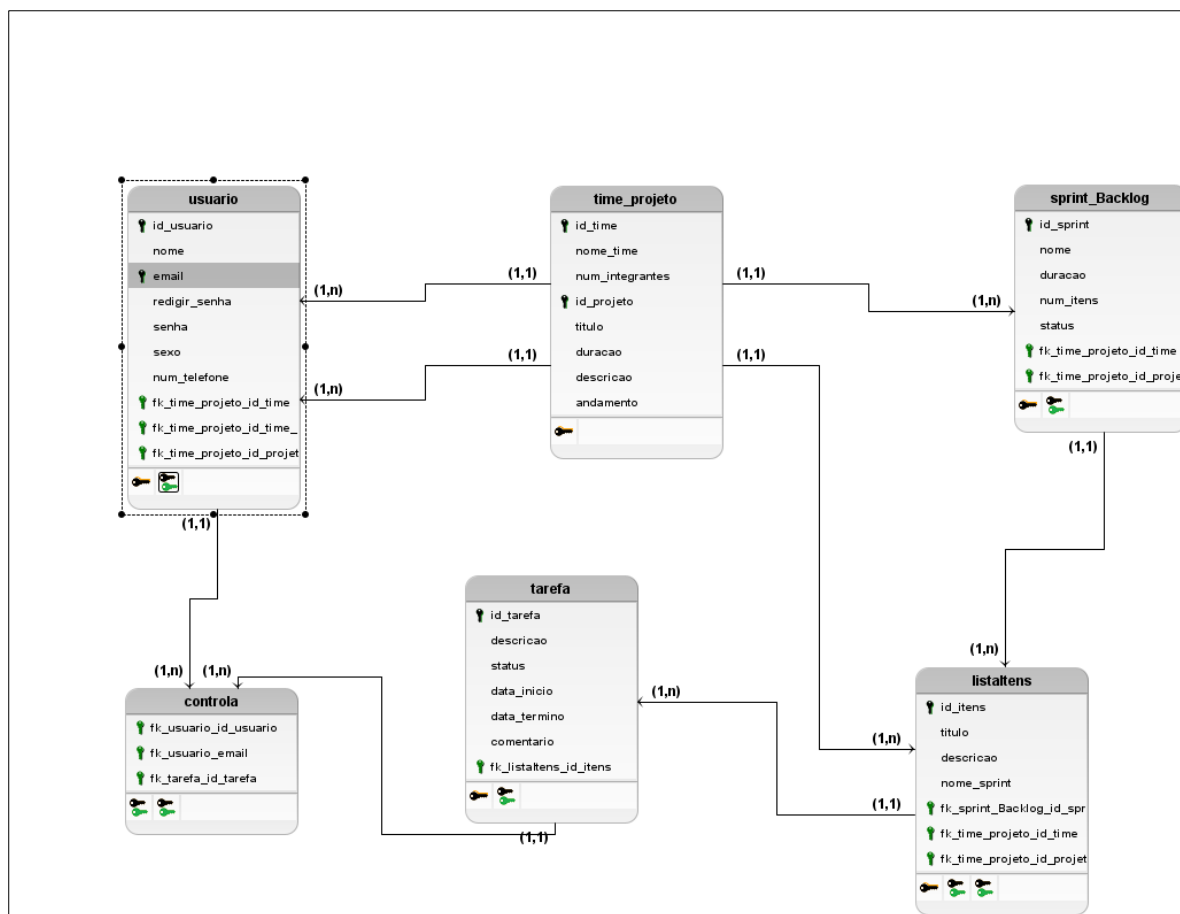 usuario
id_usuario
nome
email
redigir_senha
senha
sexo
num_telefone
fk_time_projeto_id_time
fk_time_projeto_id_time_
fk_time_projeto_id_projet
(1,1)
(1,n)
(1,n)
(1,1)
(1,1)
time_projeto
id_time
nome_time
num_integrantes
id_projeto
titulo
duracao
descricao
andamento
(1,1)
(1,1)
(1,n)
sprint_Backlog
id_sprint
nome
duracao
num_itens
status
fk_time_projeto_id_time
fk_time_projeto_id_proje
(1,1)
(1,n)
(1,n)
controla
fk_usuario_id_usuario
fk_usuario_email
fk_tarefa_id_tarefa
tarefa
id_tarefa
descricao
status
data_inicio
data_termino
comentario
fk_listaItens_id_itens
(1,1)
(1,n)
(1,n)
(1,1)
(1,n)
listaItens
id_itens
titulo
descricao
nome_sprint
fk_sprint_Backlog_id_spr
fk_time_projeto_id_time
fk_time_projeto_id_projet